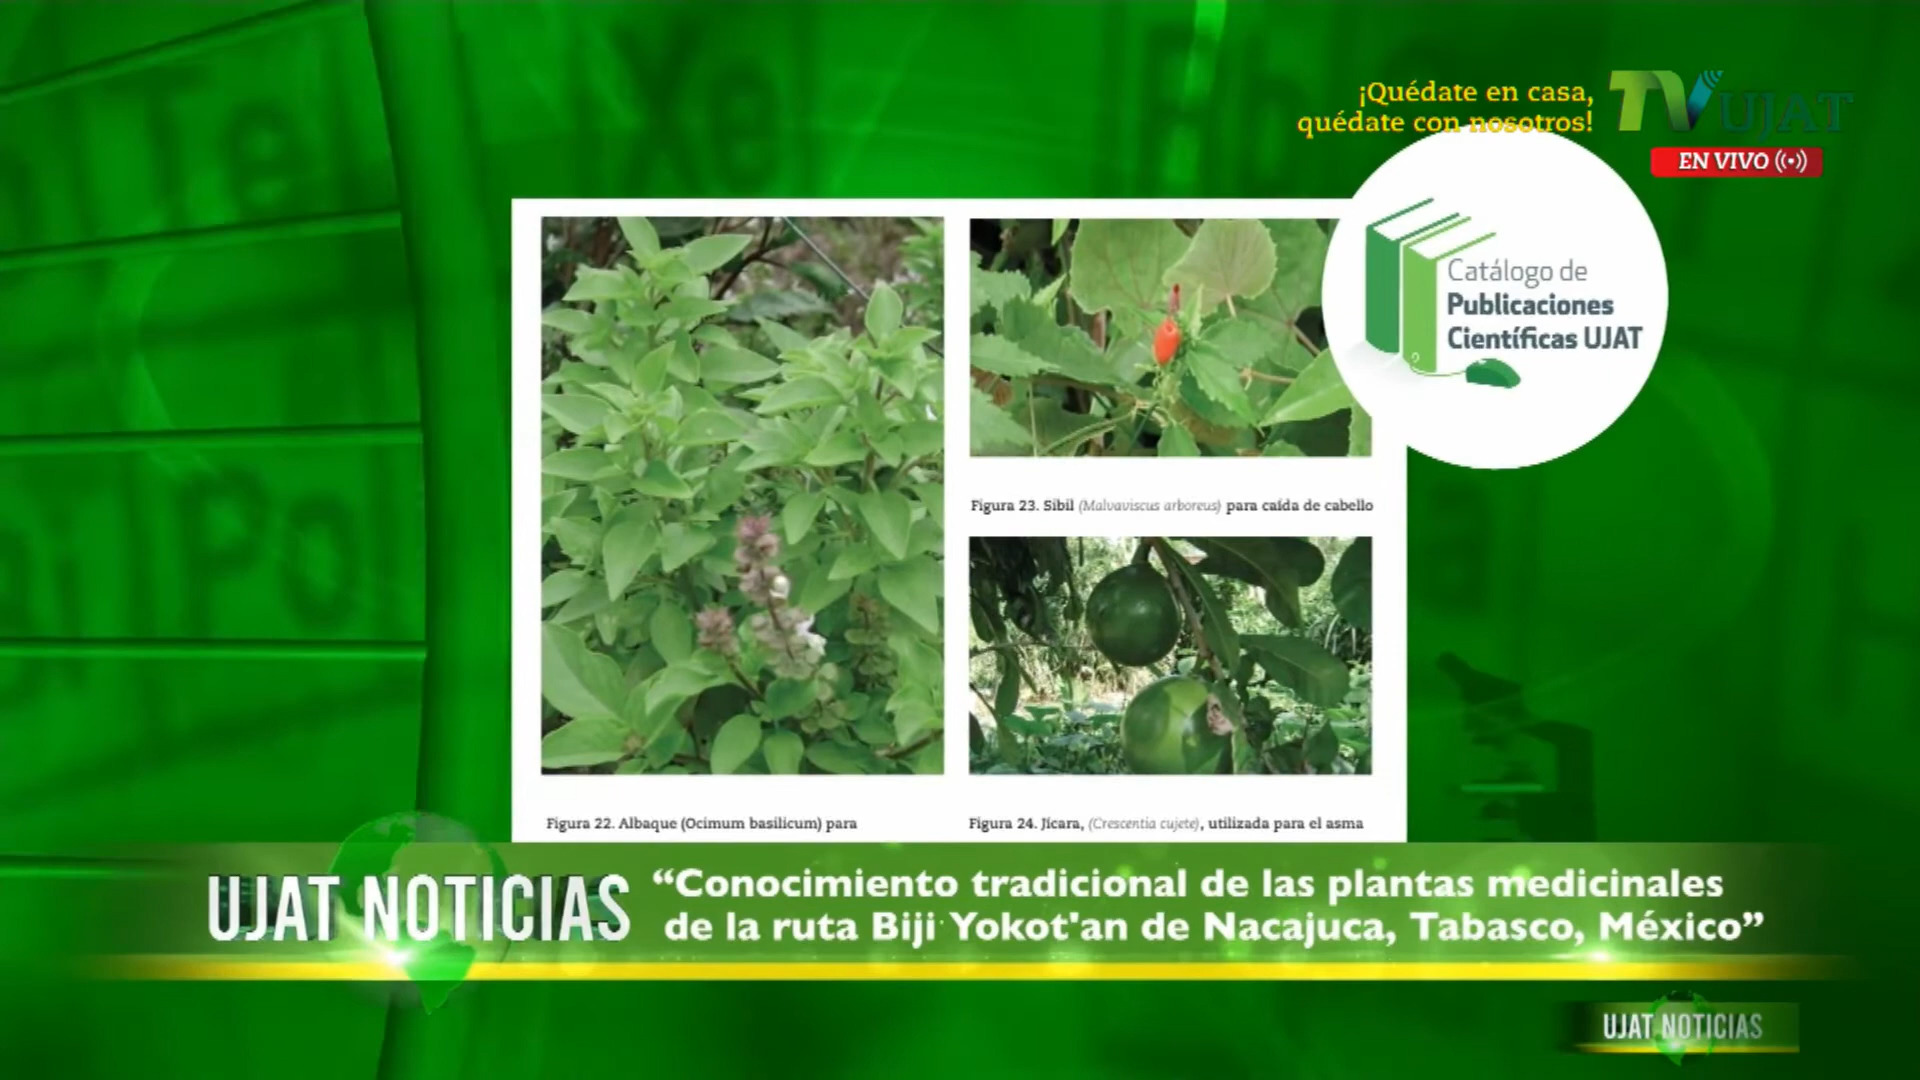 ¡Quédate en casa,
quédate con nosotros!
TV UJAT
EN VIVO
Catálogo de
Publicaciones
Científicas UJAT
Figura 23. Sibil (Malvaviscus arboreus) para caída de cabello
Figura 22. Albaque (Ocimum basilicum) para
Figura 24. Jícara, (Crescentia cujete), utilizada para el asma
UJAT NOTICIAS
“Conocimiento tradicional de las plantas medicinales
de la ruta Biji Yokot'an de Nacajuca, Tabasco, México”
UJAT NOTICIAS
Te
Xe
Po